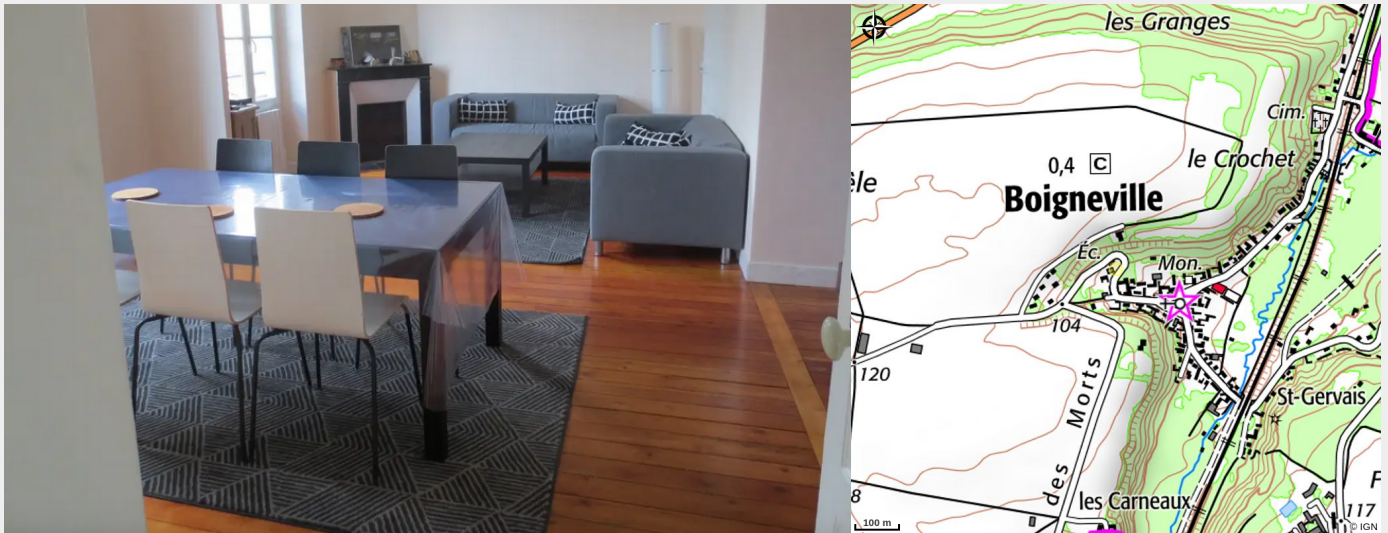 les Granges
Cim.
le Crochet
0,4 C
Boigneville
èle
Éc.
Mon.
104
120
des Morts
St-Gervais
8
les Carneaux
F
117
100 m
© IGN